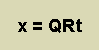 x = QRt